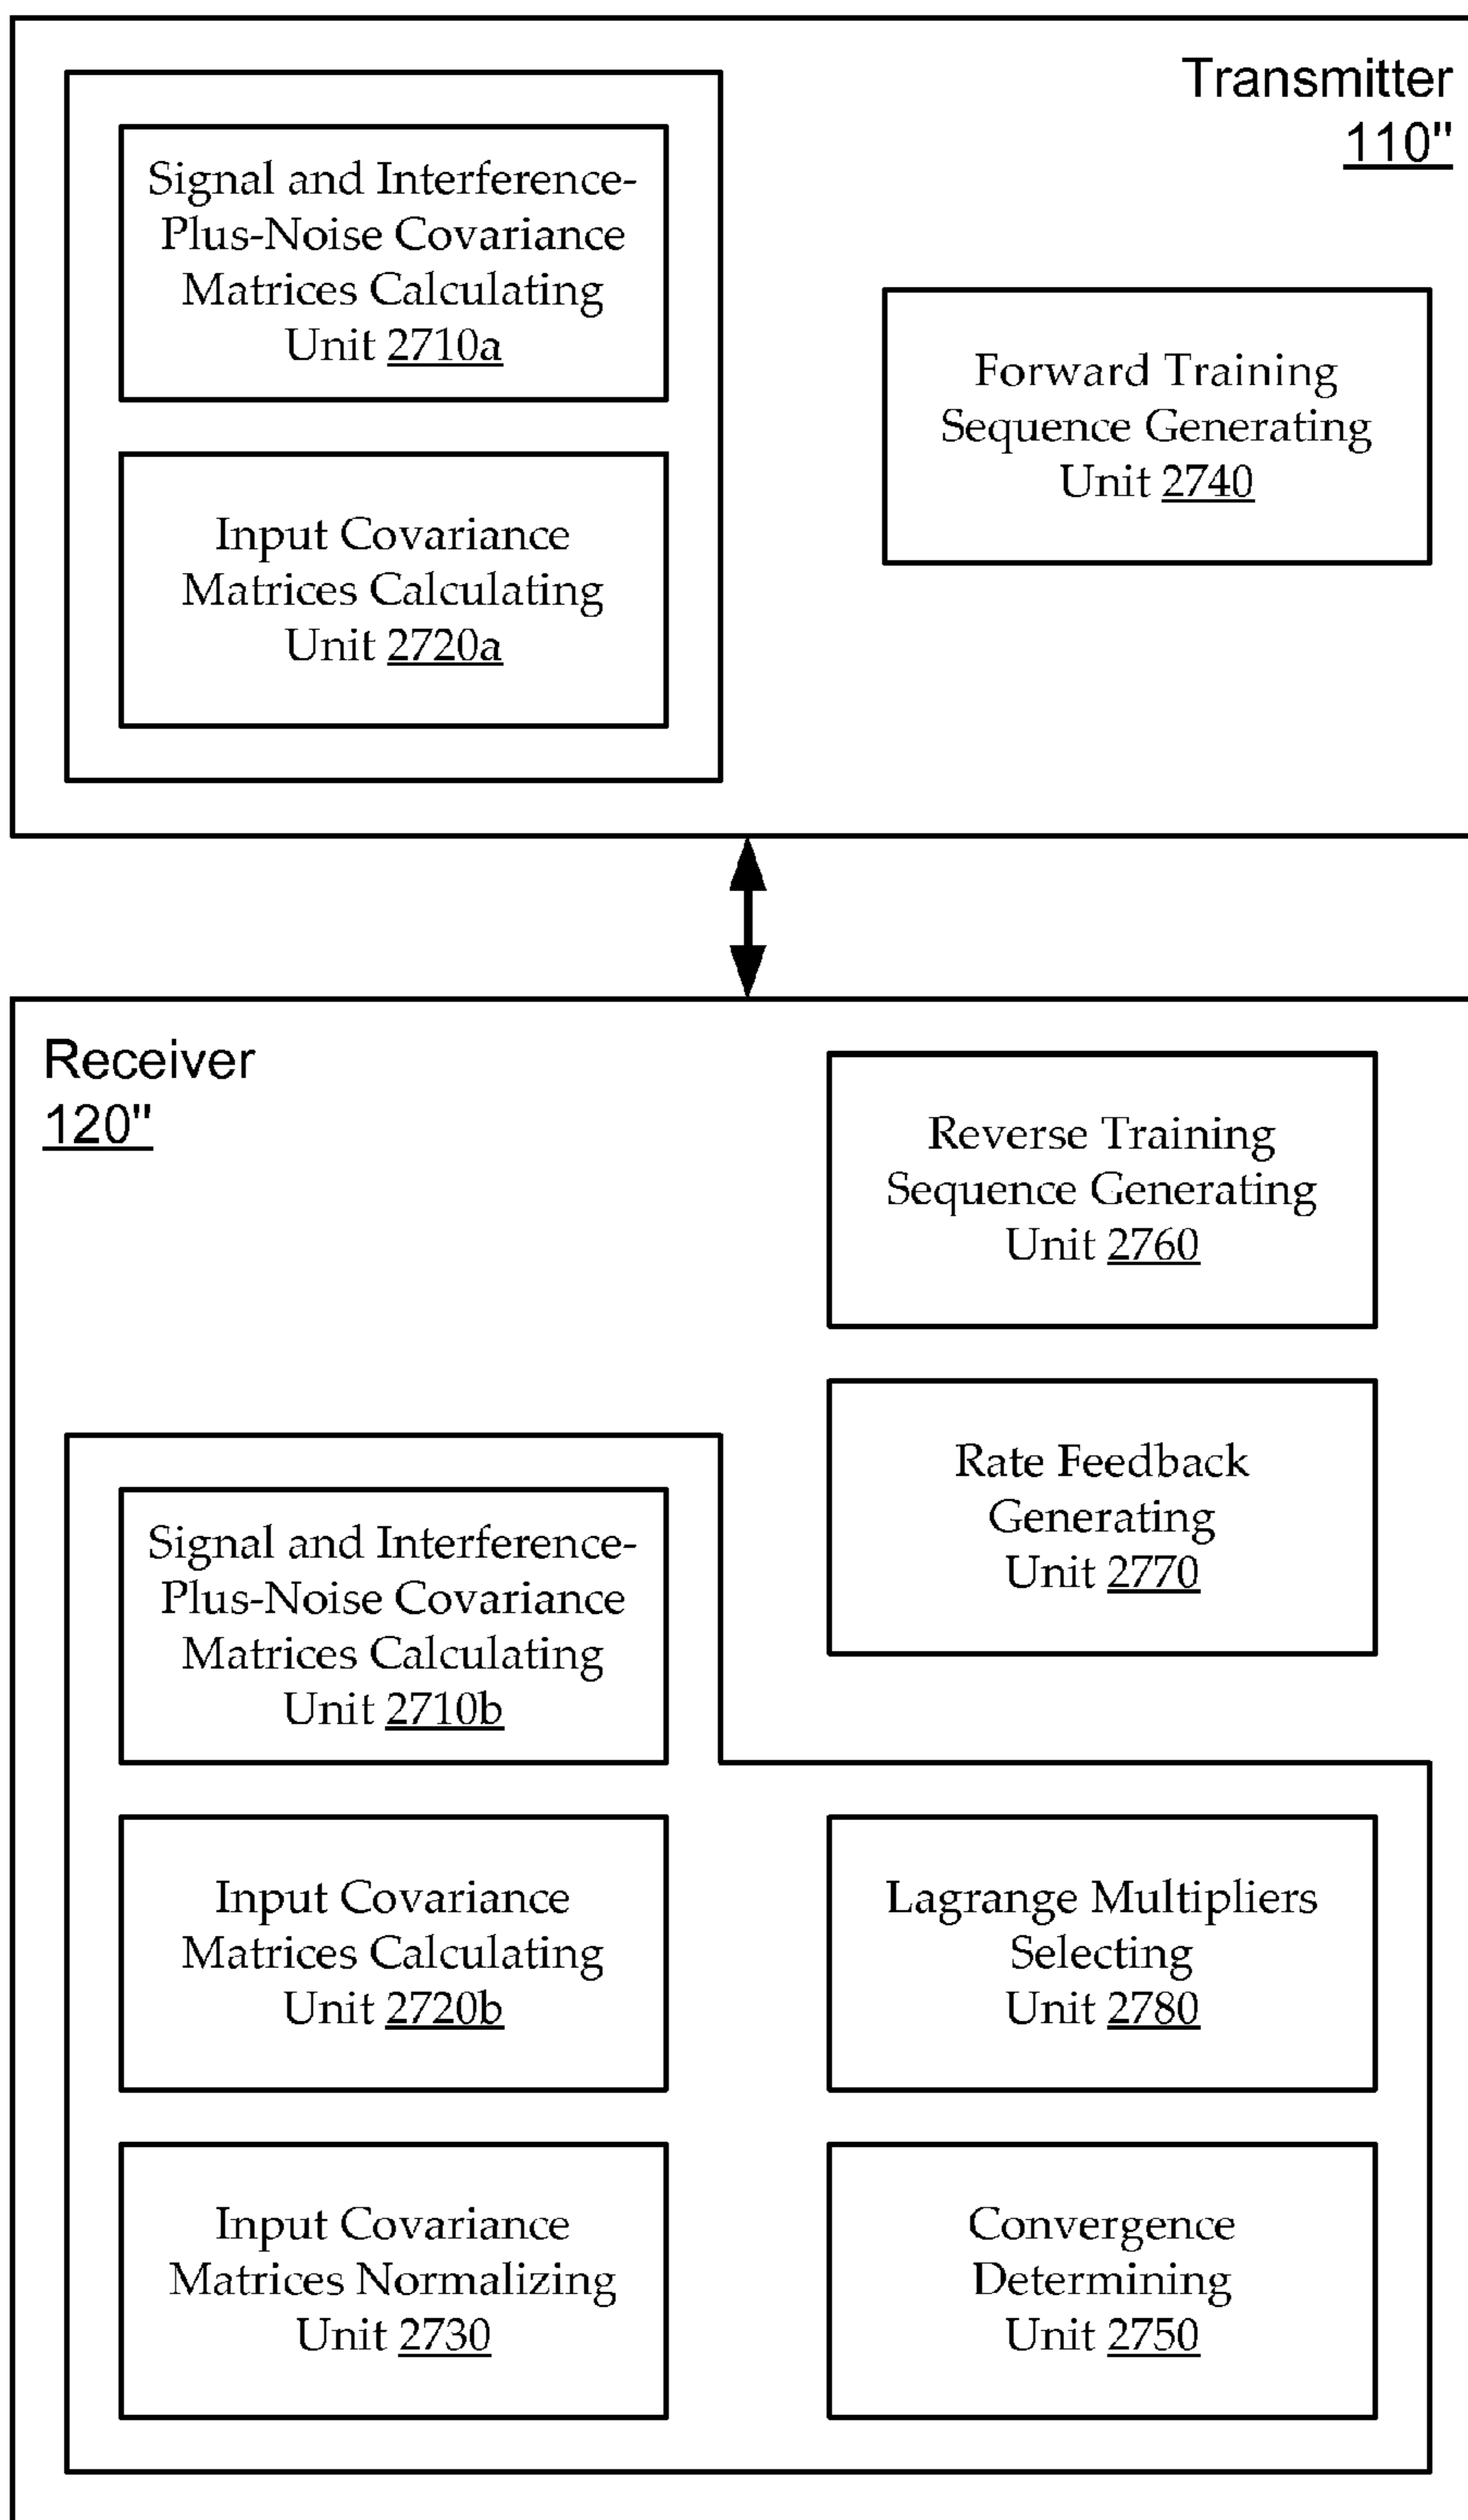 Transmitter
110"
Signal and Interference-
Plus-Noise Covariance
Matrices Calculating
Unit 2710a
Forward Training
Sequence Generating
Unit 2740
Input Covariance
Matrices Calculating
Unit 2720a
Receiver
120"
Reverse Training
Sequence Generating
Unit 2760
Rate Feedback
Generating
Unit 2770
Signal and Interference-
Plus-Noise Covariance
Matrices Calculating
Unit 2710b
Input Covariance
Matrices Calculating
Unit 2720b
Lagrange Multipliers
Selecting
Unit 2780
Input Covariance
Matrices Normalizing
Unit 2730
Convergence
Determining
Unit 2750